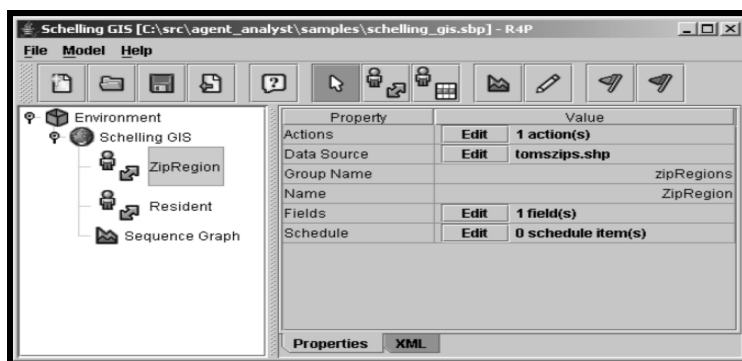 Schelling GIS [C:\src\agent_analyst\samples\schelling_gis.sbp] - R4P
File Model Help
Environment
Schelling GIS
ZipRegion
Resident
Sequence Graph
Property Value
Actions Edit 1 action(s)
Data Source Edit tomszips.shp
Group Name zipRegions
Name ZipRegion
Fields Edit 1 field(s)
Schedule Edit 0 schedule item(s)
Properties XML